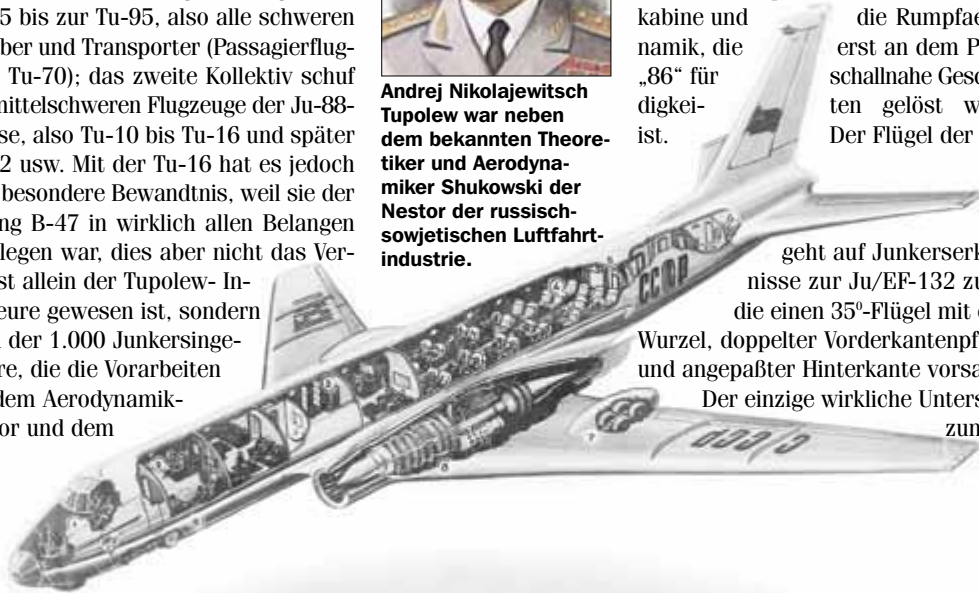 5 bis zur Tu-95, also alle schweren
ber und Transporter (Passagierflug-
Tu-70); das zweite Kollektiv schuf
mittelschweren Flugzeuge der Ju-88-
se, also Tu-10 bis Tu-16 und später
2 usw. Mit der Tu-16 hat es jedoch
besondere Bewandtnis, weil sie der
ng B-47 in wirklich allen Belangen
legen war, dies aber nicht das Ver-
st allein der Tupolew- In-
eure gewesen ist, sondern
der 1.000 Junkersinge-
re, die die Vorarbeiten
dem Aerodynamik-
or und dem
Andrej Nikolajewitsch
Tupolew war neben
dem bekannten Theore-
tiker und Aerodyna-
miker Shukowski der
Nestor der russisch-
sowjetischen Luftfahrt-
industrie.
kabine und die Rumpfae
namik, die erst an dem P
„86“ für schallnahe Gesc
digkei- ten gelöst w
ist. Der Flügel der
geht auf Junkerserk
nisse zur Ju/EF-132 zu
die einen 35º-Flügel mit
Wurzel, doppelter Vorderkantenpf
und angepaßter Hinterkante vorsa
Der einzige wirkliche Unters
zun
СССР
С/СССР